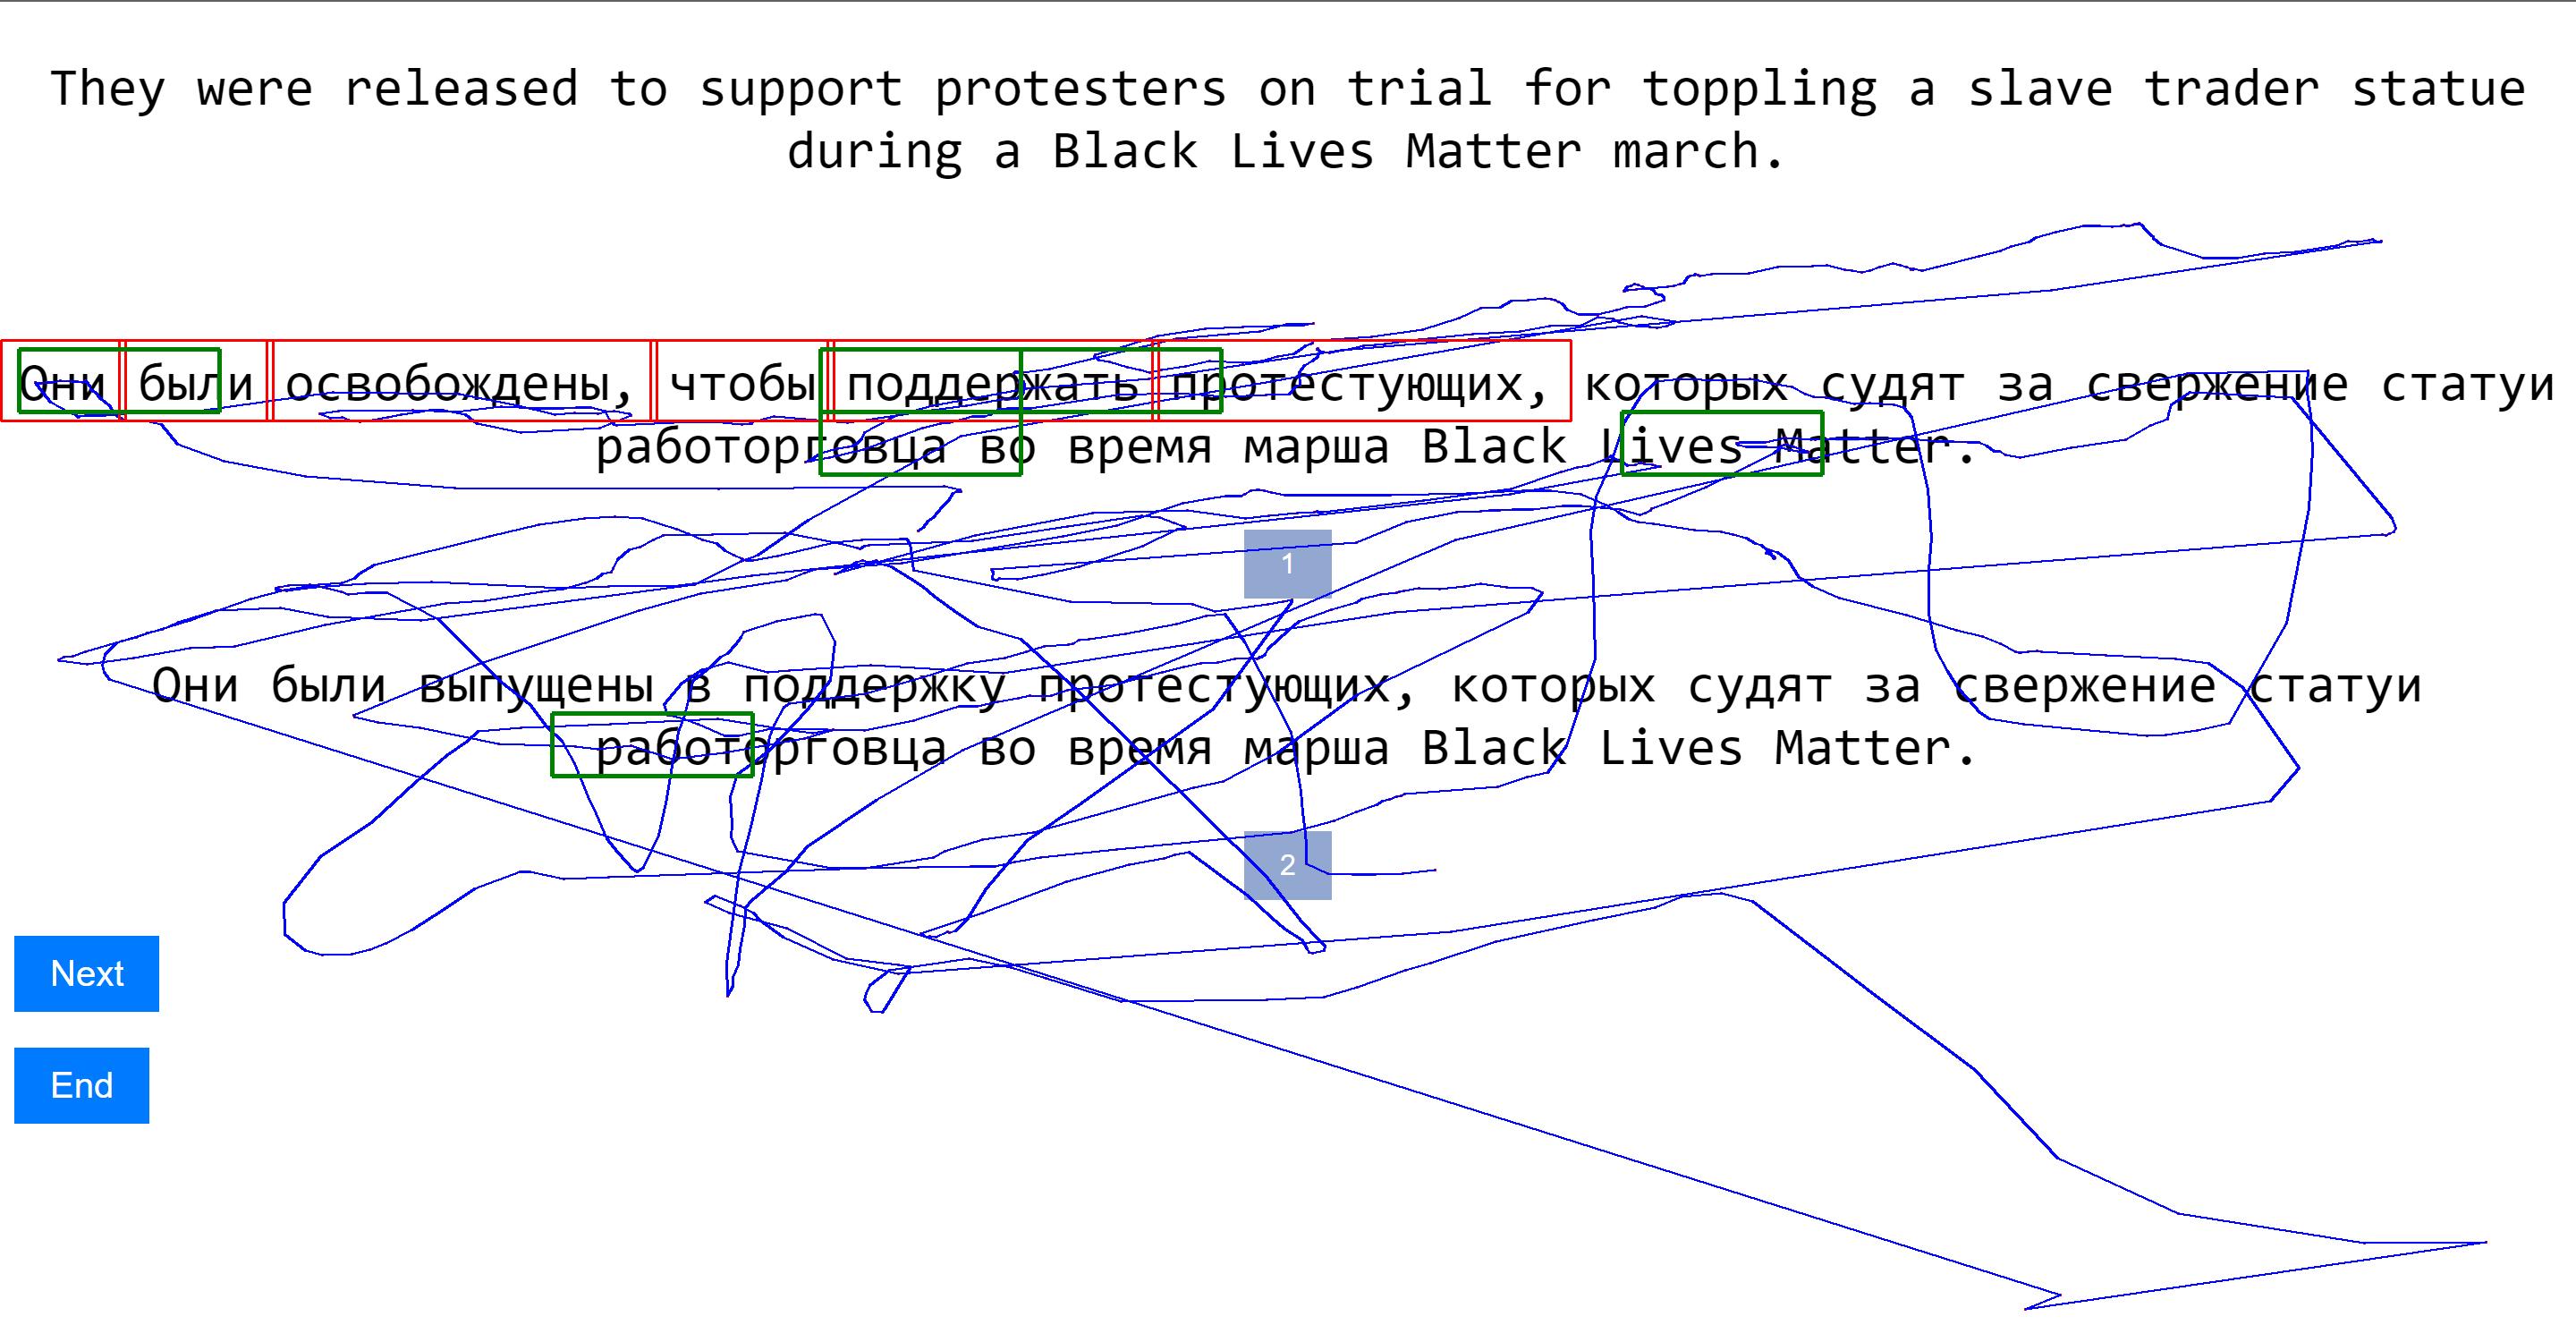 They were released to support protesters on trial for toppling a slave trader statue
during a Black Lives Matter march.
Они были освобождены, чтобы поддержать протестующих, которых судят за свержение статуи
работорговца во время марша Black Lives Matter.
1
Они были выпущены в поддержку протестующих, которых судят за свержение статуи
работорговца во время марша Black Lives Matter.
2
Next
End